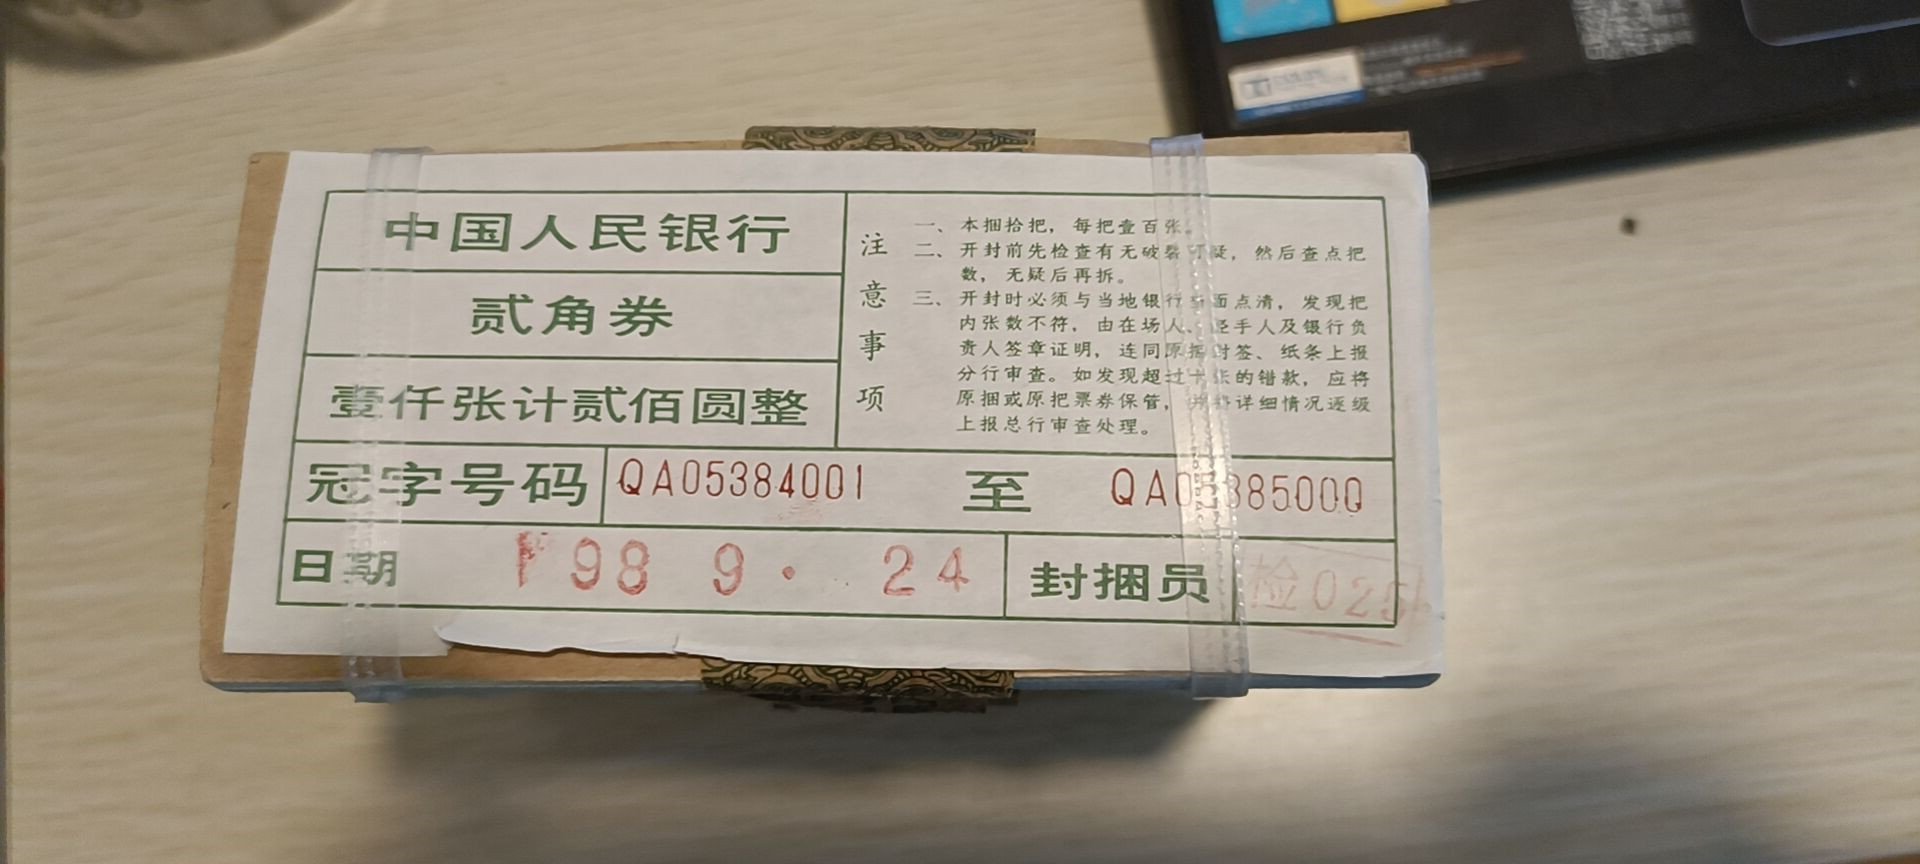 中国人民银行
贰角券
壹仟张计贰佰圆整
注意事项
一、本捆拾把，每把壹百张。
二、开封前先检查有无破裂可疑，然后查点把
数，无疑后再拆。
三、开封时必须与当地银行当面点清，发现把
内张数不符，由在场人、经手人及银行负
责人签章证明，连同原把封签、纸条上报
分行审查。如发现超过十张的错款，应将
原捆或原把票券保管，并将详细情况逐级
上报总行审查处理。
冠字号码 QA05384001 至 QA05385000
日期 98 9 · 24 封捆员 检025